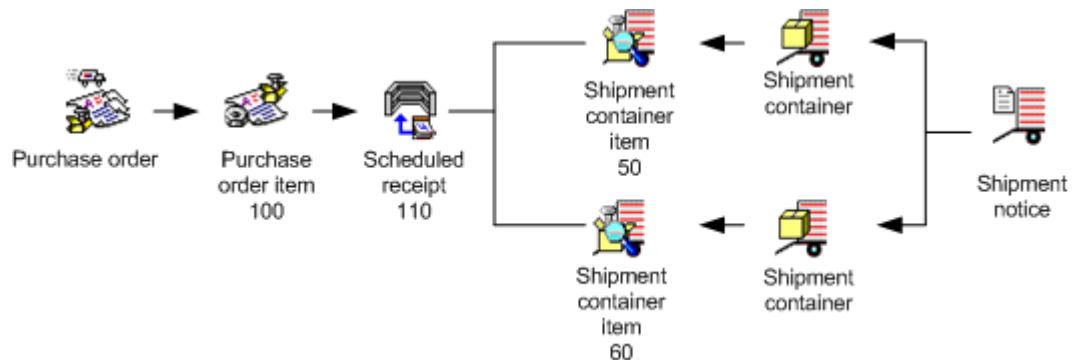 Purchase order
Purchase
order item
100
Scheduled
receipt
110
Shipment
container
item
50
Shipment
container
Shipment
notice
Shipment
container
item
60
Shipment
container